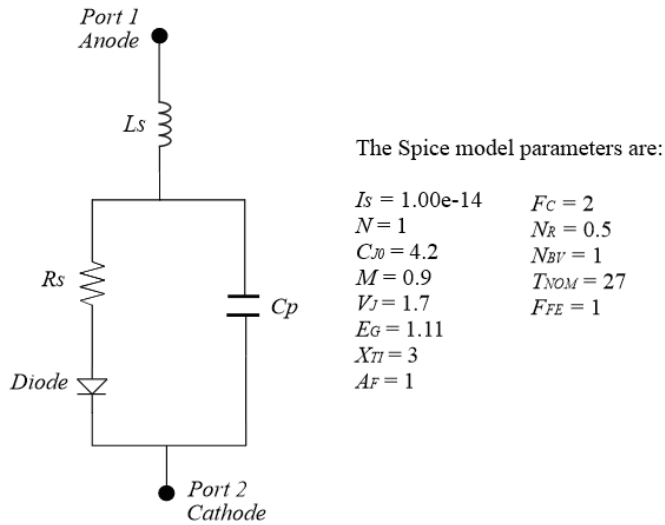 Port 1
Anode
Ls
The Spice model parameters are:
Is = 1.00e-14
N = 1
CJ0 = 4.2
M = 0.9
VJ = 1.7
EG = 1.11
XTI = 3
AF = 1
FC = 2
NR = 0.5
NBV = 1
TNOM = 27
FFE = 1
Rs
Cp
Diode
Port 2
Cathode